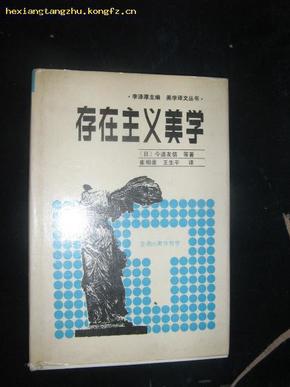 hexiangtangzhu.kongfz.com
·李泽厚主编 美学译文丛书·
存在主义美学
〔日〕今道友信 等著
崔相录 王生平 译